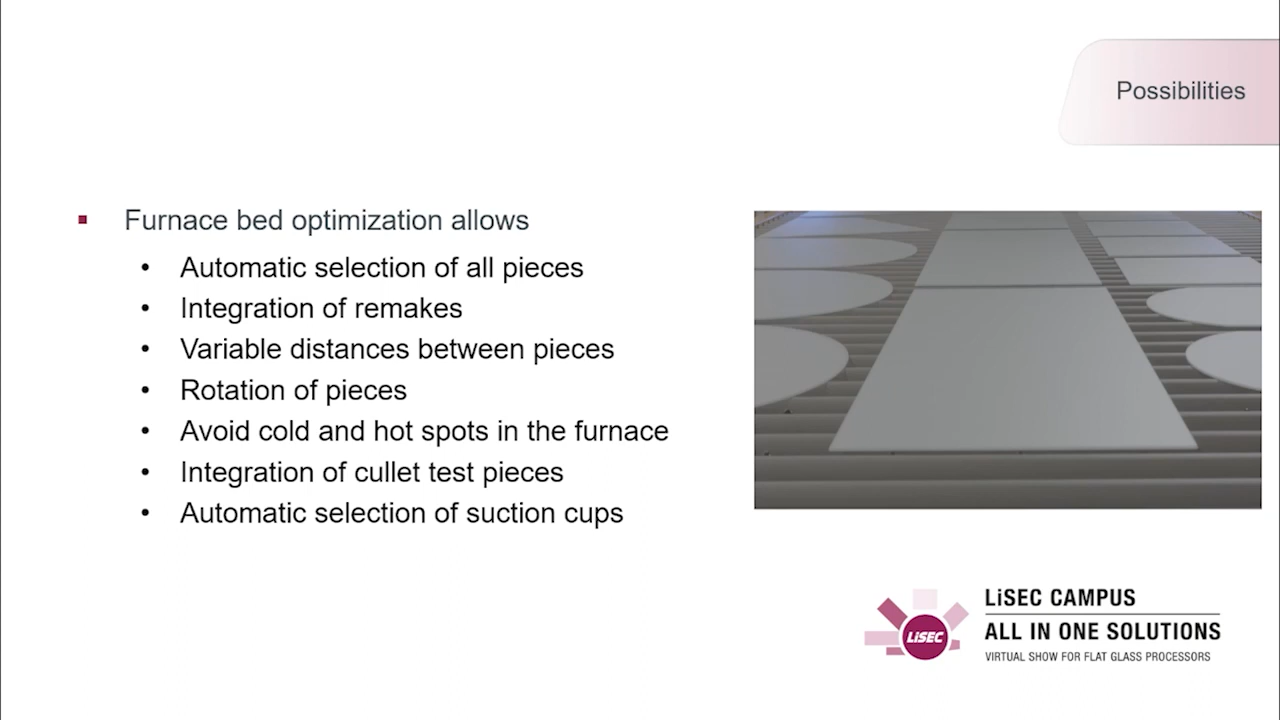 Possibilities
Furnace bed optimization allows
Automatic selection of all pieces
Integration of remakes
Variable distances between pieces
Rotation of pieces
Avoid cold and hot spots in the furnace
Integration of cullet test pieces
Automatic selection of suction cups
LiSEC
LiSEC CAMPUS
ALL IN ONE SOLUTIONS
VIRTUAL SHOW FOR FLAT GLASS PROCESSORS